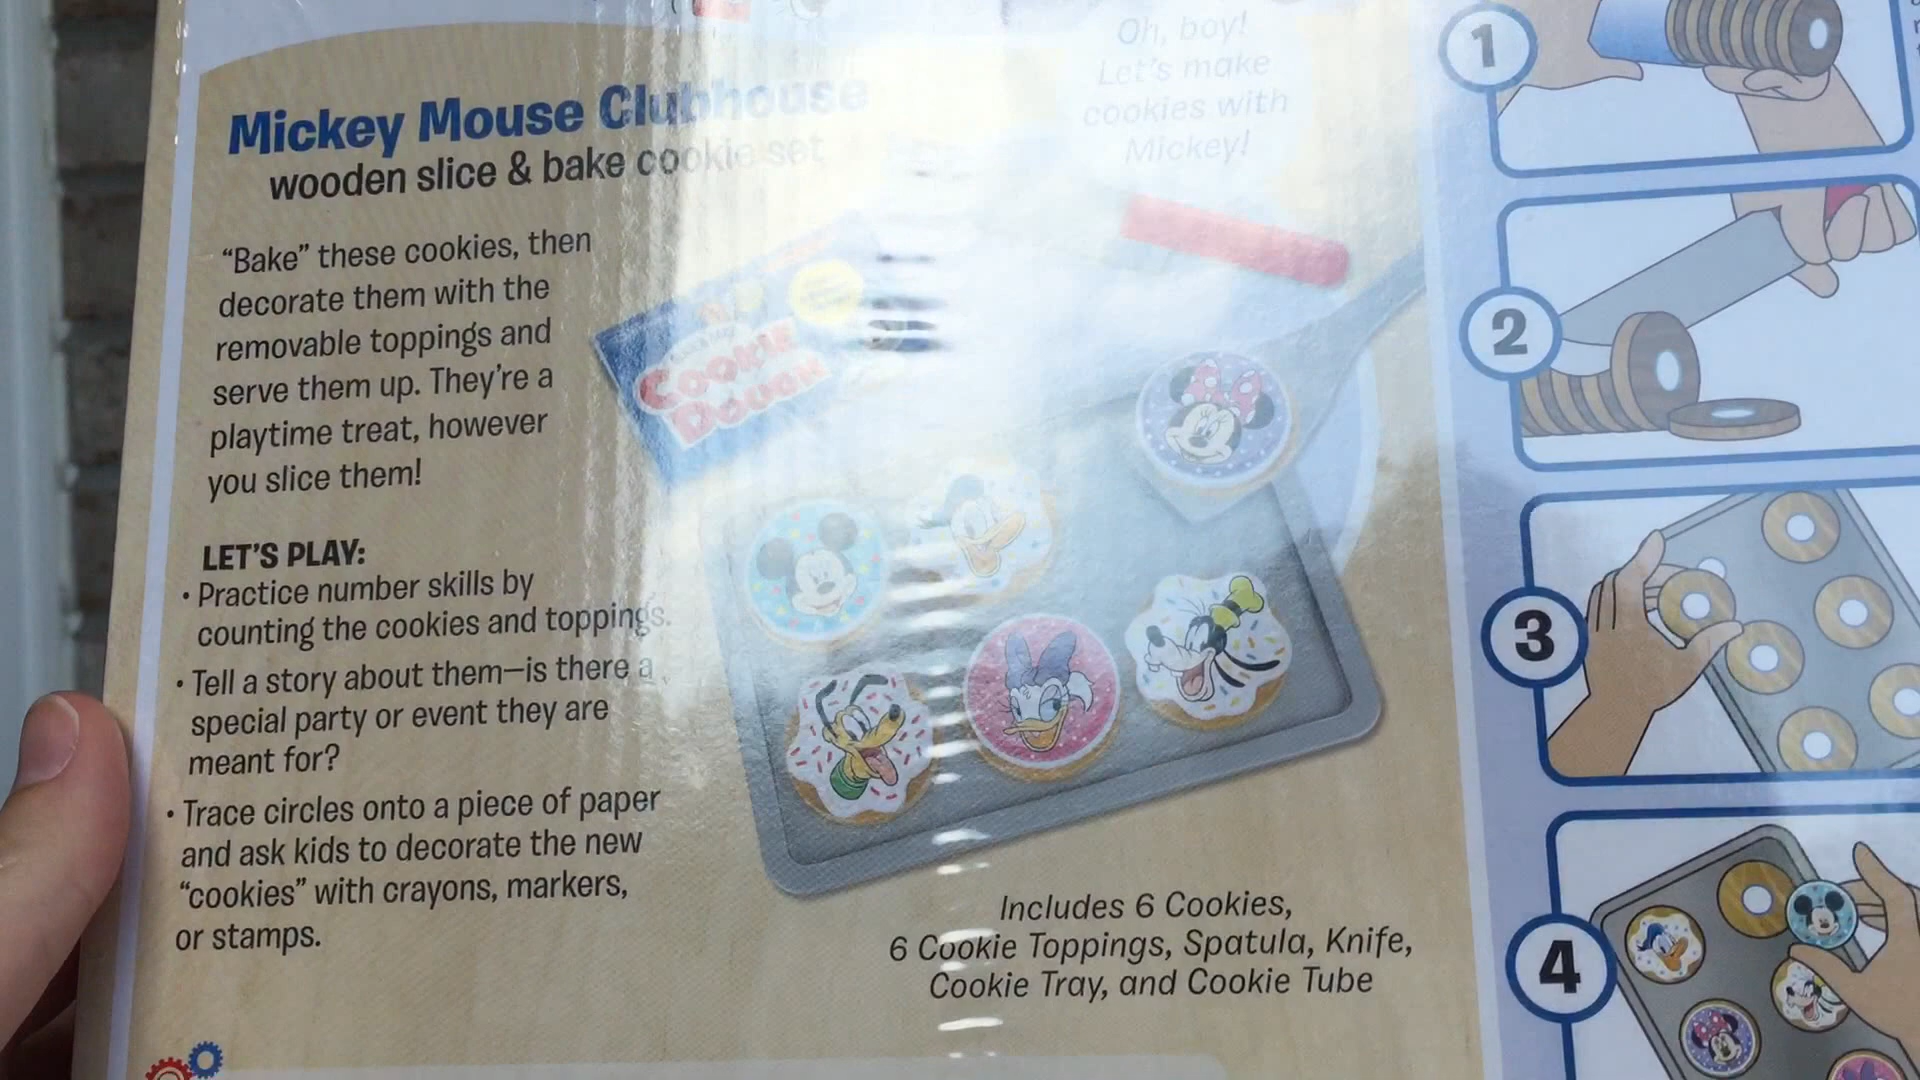 Mickey Mouse Clubhouse
wooden slice & bake cookie set
"Bake" these cookies, then
decorate them with the
removable toppings and
serve them up. They're a
playtime treat, however
you slice them!
LET'S PLAY:
• Practice number skills by
counting the cookies and toppings.
• Tell a story about them—is there a
special party or event they are
meant for?
• Trace circles onto a piece of paper
and ask kids to decorate the new
"cookies" with crayons, markers,
or stamps.
Oh, boy!
Let's make
cookies with
Mickey!
COOKIE
DOUGH
Includes 6 Cookies,
6 Cookie Toppings, Spatula, Knife,
Cookie Tray, and Cookie Tube
1
2
3
4